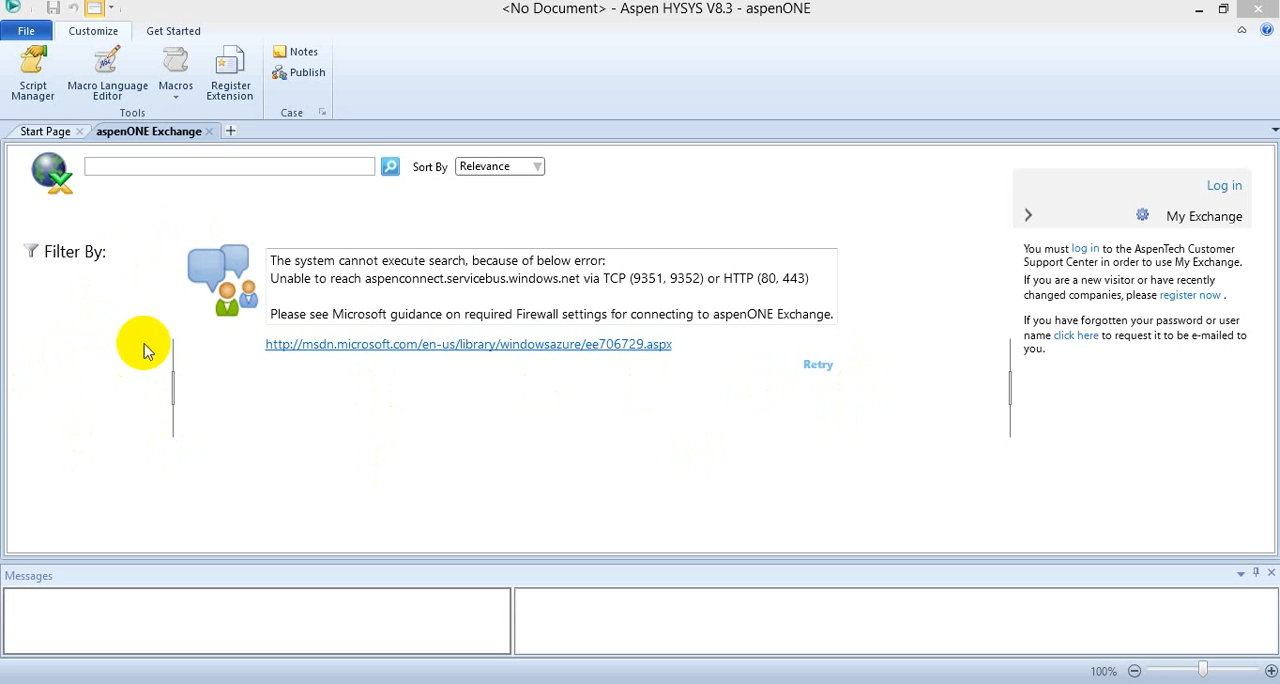 <No Document> - Aspen HYSYS V8.3 - aspenONE
File
Customize
Get Started
Script Manager
Macro Language Editor
Macros
Register Extension
Notes
Publish
Tools
Case
Start Page
aspenONE Exchange
Sort By
Relevance
Log in
My Exchange
Filter By:
The system cannot execute search, because of below error:
Unable to reach aspenconnect.servicebus.windows.net via TCP (9351, 9352) or HTTP (80, 443)
Please see Microsoft guidance on required Firewall settings for connecting to aspenONE Exchange.
http://msdn.microsoft.com/en-us/library/windowsazure/ee706729.aspx
Retry
You must log in to the AspenTech Customer
Support Center in order to use My Exchange.
If you are a new visitor or have recently
changed companies, please register now .
If you have forgotten your password or user
name click here to request it to be e-mailed to
you.
Messages
100%